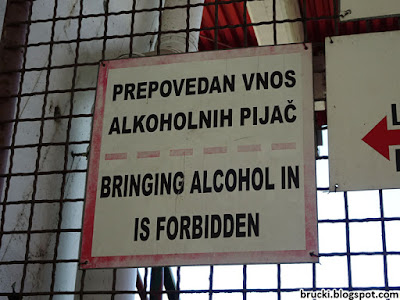 PREPOVEDAN VNOS
ALKOHOLNIH PIJAČ
BRINGING ALCOHOL IN
IS FORBIDDEN
brucki.blogspot.com